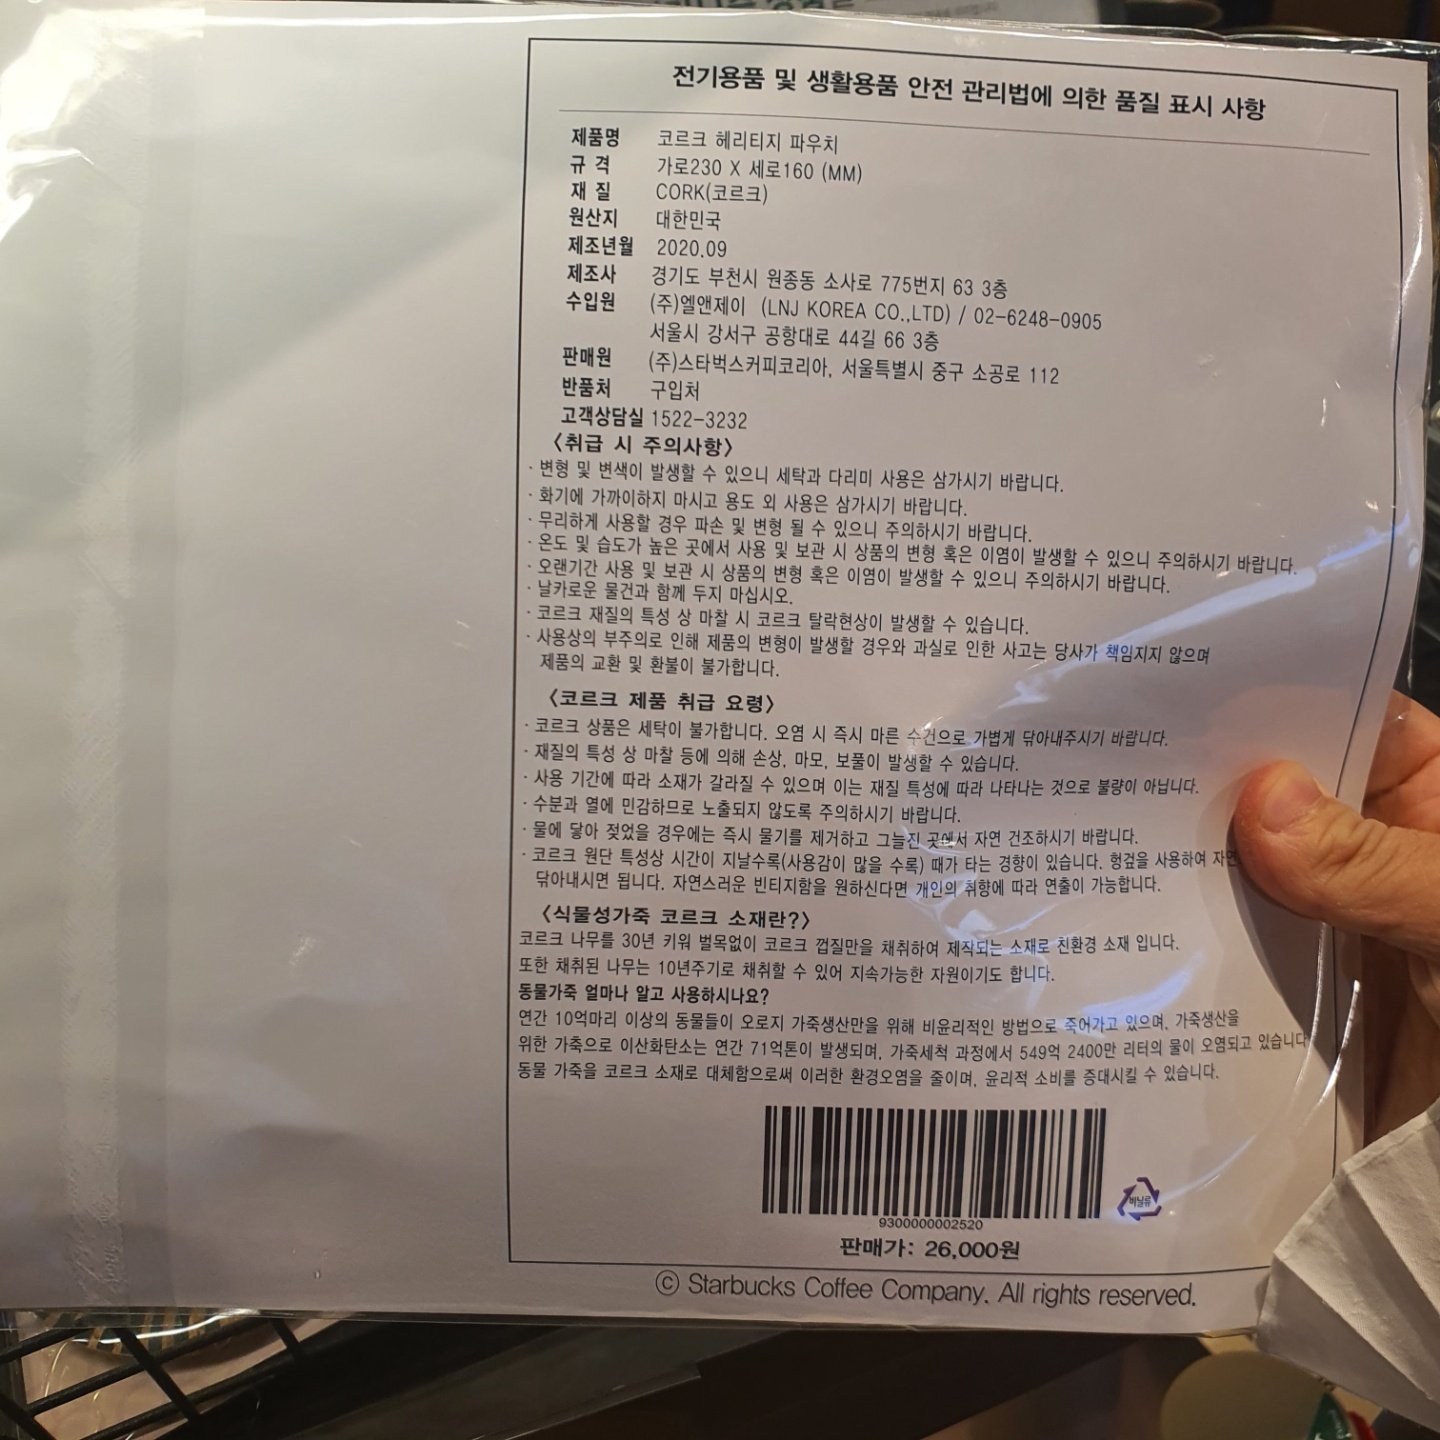 전기용품 및 생활용품 안전 관리법에 의한 품질 표시 사항
제품명 코르크 헤리티지 파우치
규 격 가로230 X 세로160 (MM)
재 질 CORK(코르크)
원산지 대한민국
제조년월 2020.09
제조사 경기도 부천시 원종동 소사로 775번지 63 3층
수입원 (주)엘앤제이 (LNJ KOREA CO.,LTD) / 02-6248-0905
서울시 강서구 공항대로 44길 66 3층
판매원 (주)스타벅스커피코리아, 서울특별시 중구 소공로 112
반품처 구입처
고객상담실 1522-3232
<취급 시 주의사항>
· 변형 및 변색이 발생할 수 있으니 세탁과 다리미 사용은 삼가시기 바랍니다.
· 화기에 가까이하지 마시고 용도 외 사용은 삼가시기 바랍니다.
· 무리하게 사용할 경우 파손 및 변형 될 수 있으니 주의하시기 바랍니다.
· 온도 및 습도가 높은 곳에서 사용 및 보관 시 상품의 변형 혹은 이염이 발생할 수 있으니 주의하시기 바랍니다.
· 오랜기간 사용 및 보관 시 상품의 변형 혹은 이염이 발생할 수 있으니 주의하시기 바랍니다.
· 날카로운 물건과 함께 두지 마십시오.
· 코르크 재질의 특성 상 마찰 시 코르크 탈락현상이 발생할 수 있습니다.
· 사용상의 부주의로 인해 제품의 변형이 발생할 경우와 과실로 인한 사고는 당사가 책임지지 않으며
제품의 교환 및 환불이 불가합니다.
<코르크 제품 취급 요령>
· 코르크 상품은 세탁이 불가합니다. 오염 시 즉시 마른 수건으로 가볍게 닦아내주시기 바랍니다.
· 재질의 특성 상 마찰 등에 의해 손상, 마모, 보풀이 발생할 수 있습니다.
· 사용 기간에 따라 소재가 갈라질 수 있으며 이는 재질 특성에 따라 나타나는 것으로 불량이 아닙니다.
· 수분과 열에 민감하므로 노출되지 않도록 주의하시기 바랍니다.
· 물에 닿아 젖었을 경우에는 즉시 물기를 제거하고 그늘진 곳에서 자연 건조하시기 바랍니다.
· 코르크 원단 특성상 시간이 지날수록(사용감이 많을 수록) 때가 타는 경향이 있습니다. 헝겊을 사용하여
닦아내시면 됩니다. 자연스러운 빈티지함을 원하신다면 개인의 취향에 따라 연출이 가능합니다.
<식물성가죽 코르크 소재란?>
코르크 나무를 30년 키워 벌목없이 코르크 껍질만을 채취하여 제작되는 소재로 친환경 소재 입니다.
또한 채취된 나무는 10년주기로 채취할 수 있어 지속가능한 자원이기도 합니다.
동물가죽 얼마나 알고 사용하시나요?
연간 10억마리 이상의 동물들이 오로지 가죽생산만을 위해 비윤리적인 방법으로 죽어가고 있으며, 가죽생산을
위한 가축으로 이산화탄소는 연간 71억톤이 발생되며, 가죽세척 과정에서 549억 2400만 리터의 물이 오염되고 있습니다
동물 가죽을 코르크 소재로 대체함으로써 이러한 환경오염을 줄이며, 윤리적 소비를 증대시킬 수 있습니다.
비닐류
9300000002520
판매가: 26,000원
© Starbucks Coffee Company. All rights reserved.